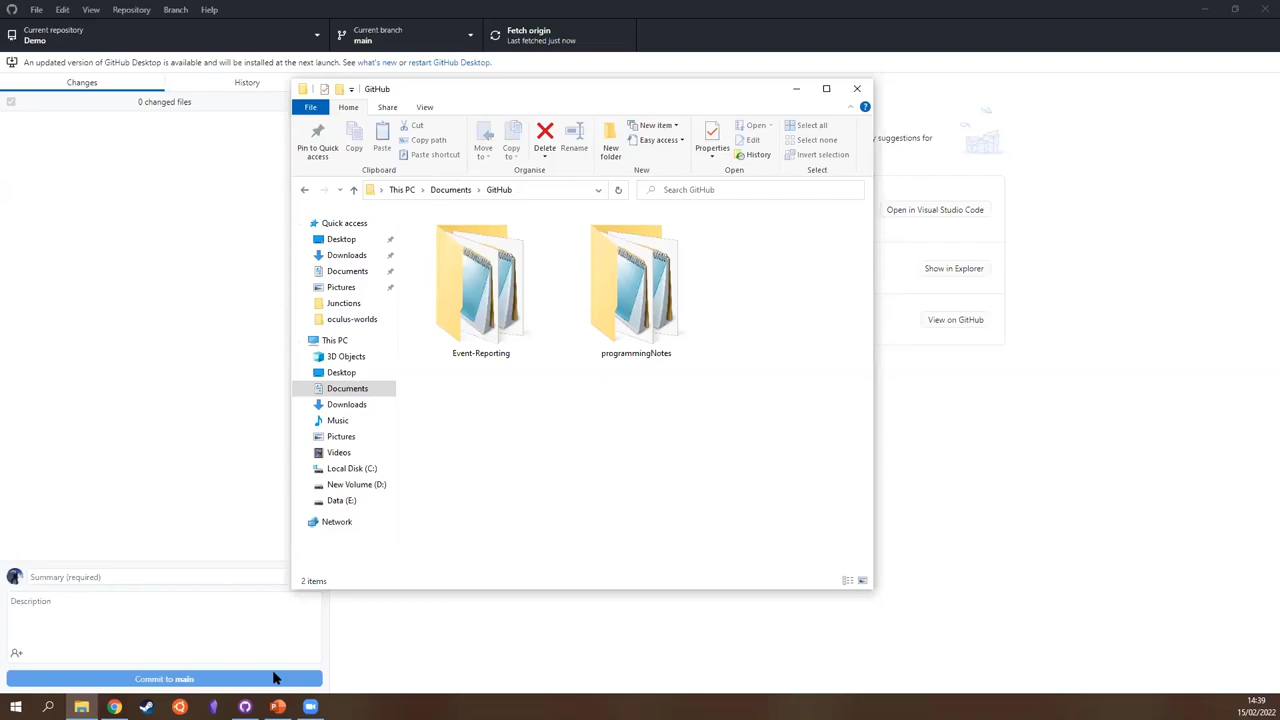 File Edit View Repository Branch Help
Current repository
Demo
Current branch
main
Fetch origin
Last fetched just now
An updated version of GitHub Desktop is available and will be installed at the next launch. See what's new or restart GitHub Desktop.
Changes
History
0 changed files
GitHub
File Home Share View
Pin to Quick access
Copy
Paste
Cut
Copy path
Paste shortcut
Clipboard
Move to
Copy to
Delete
Rename
Organise
New folder
New item
Easy access
New
Properties
Open
Edit
History
Open
Select all
Select none
Invert selection
Select
This PC > Documents > GitHub
Search GitHub
Quick access
Desktop
Downloads
Documents
Pictures
Junctions
oculus-worlds
This PC
3D Objects
Desktop
Documents
Downloads
Music
Pictures
Videos
Local Disk (C:)
New Volume (D:)
Data (E:)
Network
Event-Reporting
programmingNotes
2 items
suggestions for
Open in Visual Studio Code
Show in Explorer
View on GitHub
Summary (required)
Description
Commit to main
14:39
15/02/2022